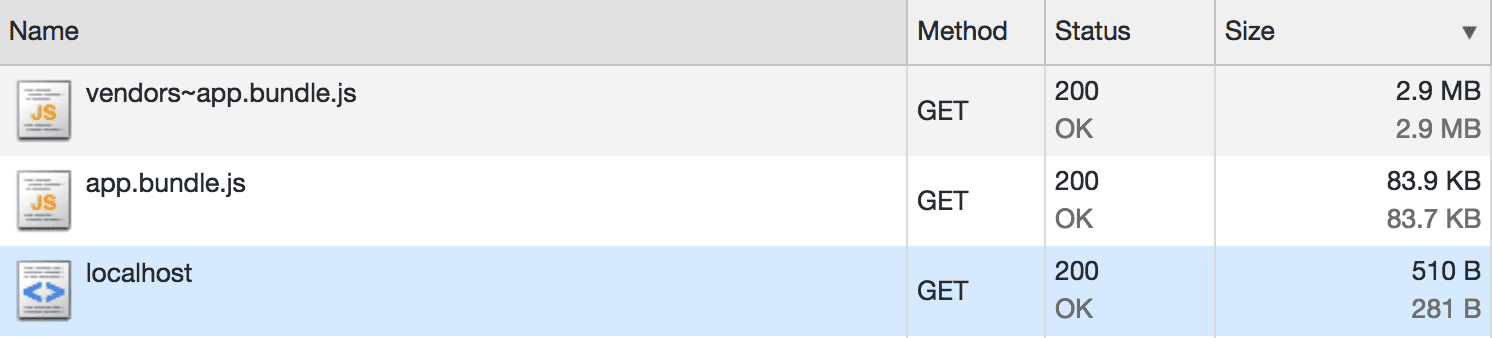 Name Method Status Size ▼
JS vendors~app.bundle.js GET 200 2.9 MB
OK 2.9 MB
JS app.bundle.js GET 200 83.9 KB
OK 83.7 KB
<> localhost GET 200 510 B
OK 281 B